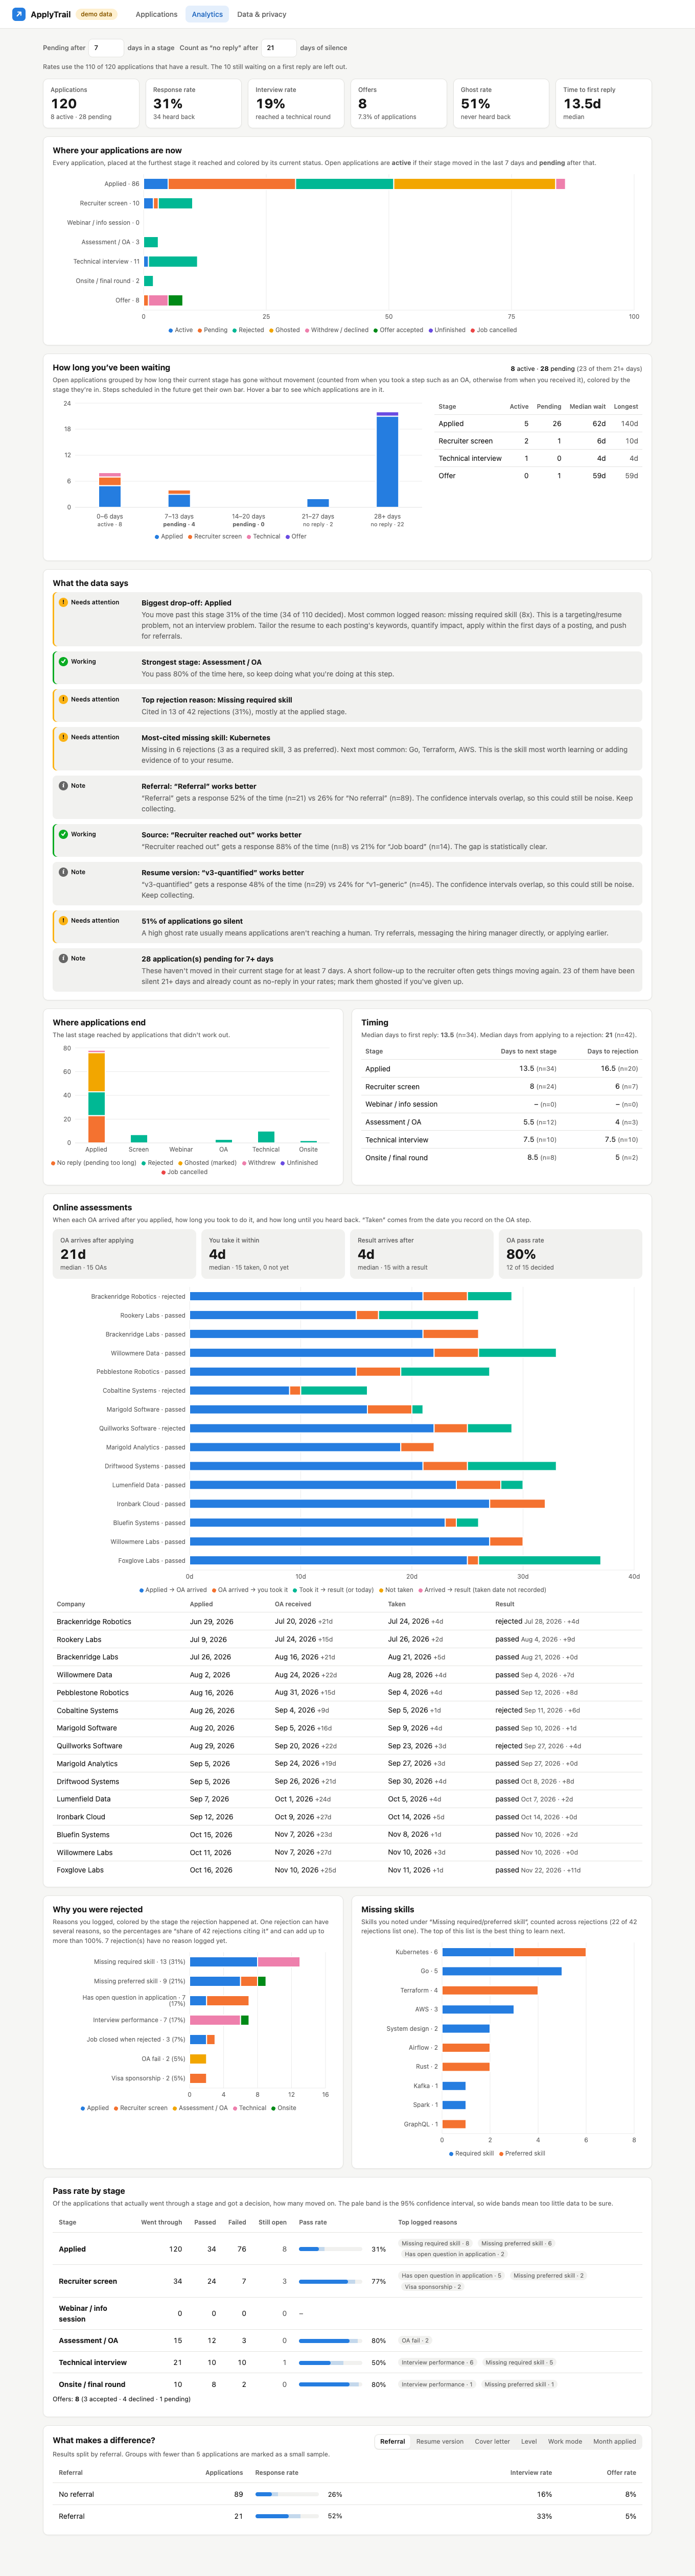 ApplyTrail demo data Applications Analytics Data & privacy
Pending after 7 days in a stage Count as “no reply” after 21 days of silence
Rates use the 110 of 120 applications that have a result. The 10 still waiting on a first reply are left out.
Applications
120
8 active · 28 pending
Response rate
31%
34 heard back
Interview rate
19%
reached a technical round
Offers
8
7.3% of applications
Ghost rate
51%
never heard back
Time to first reply
13.5d
median
Where your applications are now
Every application, placed at the furthest stage it reached and colored by its current status. Open applications are active if their stage moved in the last 7 days and pending after that.
Applied · 86
Recruiter screen · 10
Webinar / info session · 0
Assessment / OA · 3
Technical interview · 11
Onsite / final round · 2
Offer · 8
0 25 50 75 100
Active Pending Rejected Ghosted Withdrew / declined Offer accepted Unfinished Job cancelled
How long you’ve been waiting
8 active · 28 pending (23 of them 21+ days)
Open applications grouped by how long their current stage has gone without movement (counted from when you took a step such as an OA, otherwise from when you received it), colored by the
stage they’re in. Steps scheduled in the future get their own bar. Hover a bar to see which applications are in it.
24
18
12
6
0
0–6 days 7–13 days 14–20 days 21–27 days 28+ days
active · 8 pending · 4 pending · 0 no reply · 2 no reply · 22
Applied Recruiter screen Technical Offer
Stage Active Pending Median wait Longest
Applied 5 26 62d 140d
Recruiter screen 2 1 6d 10d
Technical interview 1 0 4d 4d
Offer 0 1 59d 59d
What the data says
Needs attention
Biggest drop-off: Applied
You move past this stage 31% of the time (34 of 110 decided). Most common logged reason: missing required skill (8x). This is a targeting/resume
problem, not an interview problem. Tailor the resume to each posting’s keywords, quantify impact, apply within the first days of a posting, and push
for referrals.
Working
Strongest stage: Assessment / OA
You pass 80% of the time here, so keep doing what you’re doing at this step.
Needs attention
Top rejection reason: Missing required skill
Cited in 13 of 42 rejections (31%), mostly at the applied stage.
Needs attention
Most-cited missing skill: Kubernetes
Missing in 6 rejections (3 as a required skill, 3 as preferred). Next most common: Go, Terraform, AWS. This is the skill most worth learning or adding
evidence of to your resume.
Note
Referral: “Referral” works better
“Referral” gets a response 52% of the time (n=21) vs 26% for “No referral” (n=89). The confidence intervals overlap, so this could still be noise. Keep
collecting.
Working
Source: “Recruiter reached out” works better
“Recruiter reached out” gets a response 88% of the time (n=8) vs 21% for “Job board” (n=14). The gap is statistically clear.
Note
Resume version: “v3-quantified” works better
“v3-quantified” gets a response 48% of the time (n=29) vs 24% for “v1-generic” (n=45). The confidence intervals overlap, so this could still be noise.
Keep collecting.
Needs attention
51% of applications go silent
A high ghost rate usually means applications aren’t reaching a human. Try referrals, messaging the hiring manager directly, or applying earlier.
Note
28 application(s) pending for 7+ days
These haven’t moved in their current stage for at least 7 days. A short follow-up to the recruiter often gets things moving again. 23 of them have been
silent 21+ days and already count as no-reply in your rates; mark them ghosted if you’ve given up.
Where applications end
The last stage reached by applications that didn’t work out.
80
60
40
20
0
Applied Screen Webinar OA Technical Onsite
No reply (pending too long) Rejected Ghosted (marked) Withdrew Unfinished
Job cancelled
Timing
Median days to first reply: 13.5 (n=34). Median days from applying to a rejection: 21 (n=42).
Stage Days to next stage Days to rejection
Applied 13.5 (n=34) 16.5 (n=20)
Recruiter screen 8 (n=24) 6 (n=7)
Webinar / info session – (n=0) – (n=0)
Assessment / OA 5.5 (n=12) 4 (n=3)
Technical interview 7.5 (n=10) 7.5 (n=10)
Onsite / final round 8.5 (n=8) 5 (n=2)
Online assessments
When each OA arrived after you applied, how long you took to do it, and how long until you heard back. “Taken” comes from the date you record on the OA step.
OA arrives after applying
21d
median · 15 OAs
You take it within
4d
median · 15 taken, 0 not yet
Result arrives after
4d
median · 15 with a result
OA pass rate
80%
12 of 15 decided
Brackenridge Robotics · rejected
Rookery Labs · passed
Brackenridge Labs · passed
Willowmere Data · passed
Pebblestone Robotics · passed
Cobaltine Systems · rejected
Marigold Software · passed
Quillworks Software · rejected
Marigold Analytics · passed
Driftwood Systems · passed
Lumenfield Data · passed
Ironbark Cloud · passed
Bluefin Systems · passed
Willowmere Labs · passed
Foxglove Labs · passed
0d 10d 20d 30d 40d
Applied → OA arrived OA arrived → you took it Took it → result (or today) Not taken Arrived → result (taken date not recorded)
Company Applied OA received Taken Result
Brackenridge Robotics Jun 29, 2026 Jul 20, 2026 +21d Jul 24, 2026 +4d rejected Jul 28, 2026 · +4d
Rookery Labs Jul 9, 2026 Jul 24, 2026 +15d Jul 26, 2026 +2d passed Aug 4, 2026 · +9d
Brackenridge Labs Jul 26, 2026 Aug 16, 2026 +21d Aug 21, 2026 +5d passed Aug 21, 2026 · +0d
Willowmere Data Aug 2, 2026 Aug 24, 2026 +22d Aug 28, 2026 +4d passed Sep 4, 2026 · +7d
Pebblestone Robotics Aug 16, 2026 Aug 31, 2026 +15d Sep 4, 2026 +4d passed Sep 12, 2026 · +8d
Cobaltine Systems Aug 26, 2026 Sep 4, 2026 +9d Sep 5, 2026 +1d rejected Sep 11, 2026 · +6d
Marigold Software Aug 20, 2026 Sep 5, 2026 +16d Sep 9, 2026 +4d passed Sep 10, 2026 · +1d
Quillworks Software Aug 29, 2026 Sep 20, 2026 +22d Sep 23, 2026 +3d rejected Sep 27, 2026 · +4d
Marigold Analytics Sep 5, 2026 Sep 24, 2026 +19d Sep 27, 2026 +3d passed Sep 27, 2026 · +0d
Driftwood Systems Sep 5, 2026 Sep 26, 2026 +21d Sep 30, 2026 +4d passed Oct 8, 2026 · +8d
Lumenfield Data Sep 7, 2026 Oct 1, 2026 +24d Oct 5, 2026 +4d passed Oct 7, 2026 · +2d
Ironbark Cloud Sep 12, 2026 Oct 9, 2026 +27d Oct 14, 2026 +5d passed Oct 14, 2026 · +0d
Bluefin Systems Oct 15, 2026 Nov 7, 2026 +23d Nov 8, 2026 +1d passed Nov 10, 2026 · +2d
Willowmere Labs Oct 11, 2026 Nov 7, 2026 +27d Nov 10, 2026 +3d passed Nov 10, 2026 · +0d
Foxglove Labs Oct 16, 2026 Nov 10, 2026 +25d Nov 11, 2026 +1d passed Nov 22, 2026 · +11d
Why you were rejected
Reasons you logged, colored by the stage the rejection happened at. One rejection can have
several reasons, so the percentages are “share of 42 rejections citing it” and can add up to
more than 100%. 7 rejection(s) have no reason logged yet.
Missing required skill · 13 (31%)
Missing preferred skill · 9 (21%)
Has open question in application · 7
(17%)
Interview performance · 7 (17%)
Job closed when rejected · 3 (7%)
OA fail · 2 (5%)
Visa sponsorship · 2 (5%)
0 4 8 12 16
Applied Recruiter screen Assessment / OA Technical Onsite
Missing skills
Skills you noted under “Missing required/preferred skill”, counted across rejections (22 of 42
rejections list one). The top of this list is the best thing to learn next.
Kubernetes · 6
Go · 5
Terraform · 4
AWS · 3
System design · 2
Airflow · 2
Rust · 2
Kafka · 1
Spark · 1
GraphQL · 1
0 2 4 6 8
Required skill Preferred skill
Pass rate by stage
Of the applications that actually went through a stage and got a decision, how many moved on. The pale band is the 95% confidence interval, so wide bands mean too little data to be sure.
Stage Went through Passed Failed Still open Pass rate Top logged reasons
Applied 120 34 76 8 31% Missing required skill · 8 Missing preferred skill · 6
Has open question in application · 2
Recruiter screen 34 24 7 3 77% Has open question in application · 5 Missing preferred skill · 2
Visa sponsorship · 2
Webinar / info
session 0 0 0 0 –
Assessment / OA 15 12 3 0 80% OA fail · 2
Technical interview 21 10 10 1 50% Interview performance · 6 Missing required skill · 5
Onsite / final round 10 8 2 0 80% Interview performance · 1 Missing preferred skill · 1
Offers: 8 (3 accepted · 4 declined · 1 pending)
What makes a difference?
Referral Resume version Cover letter Level Work mode Month applied
Results split by referral. Groups with fewer than 5 applications are marked as a small sample.
Referral Applications Response rate Interview rate Offer rate
No referral 89 26% 16% 8%
Referral 21 52% 33% 5%